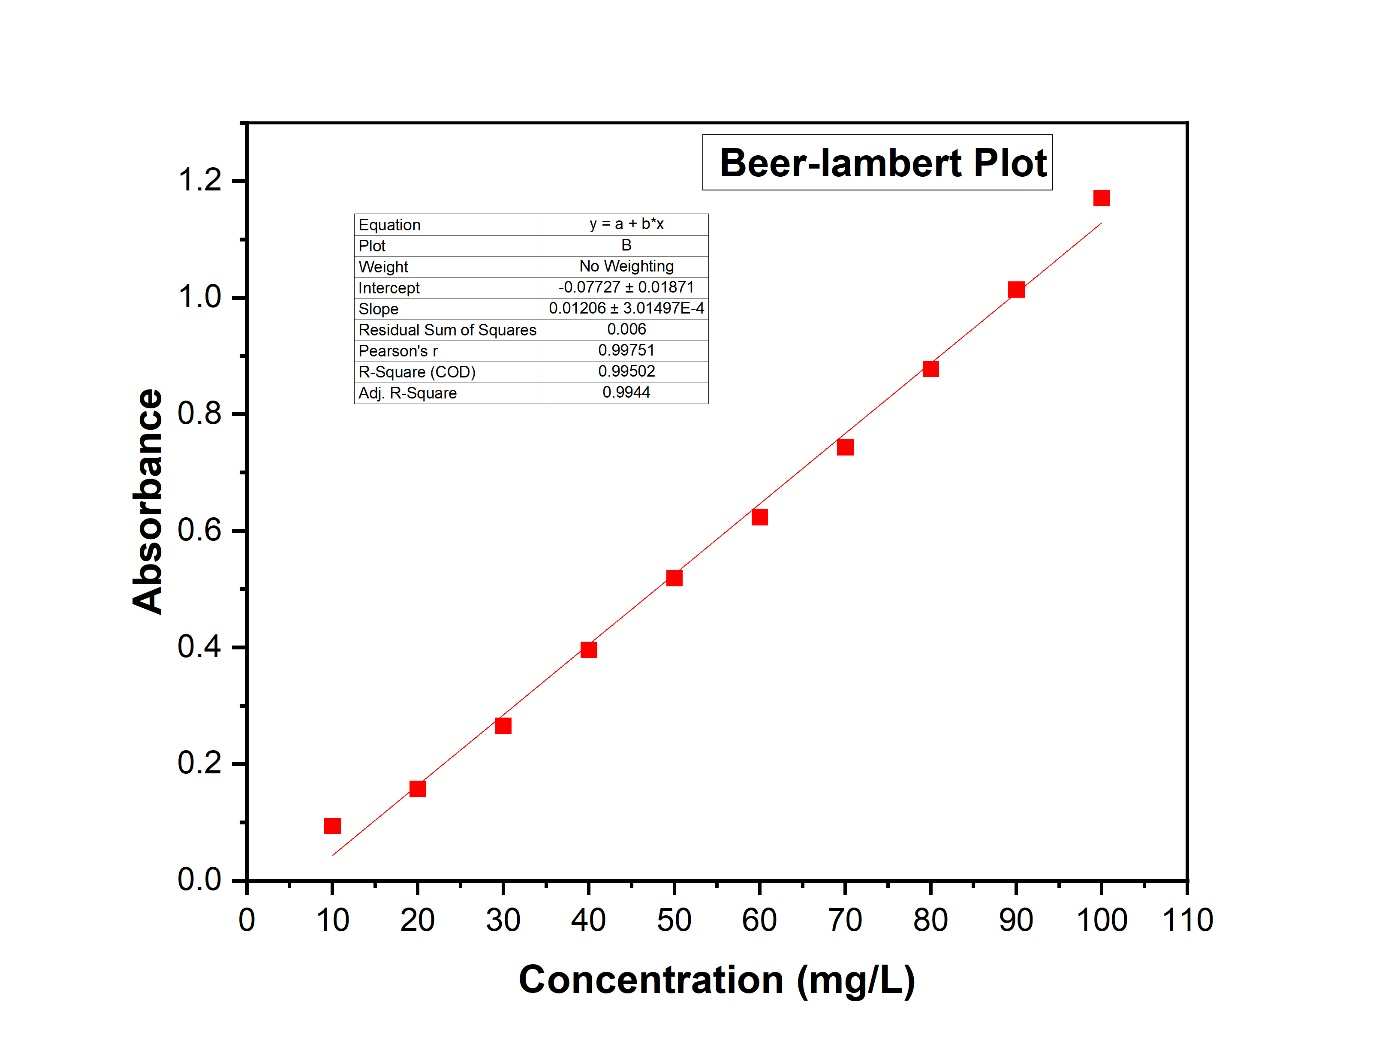 Beer-lambert Plot
Equation y = a + b*x
Plot B
Weight No Weighting
Intercept -0.07727 ± 0.01871
Slope 0.01206 ± 3.01497E-4
Residual Sum of Squares 0.006
Pearson's r 0.99751
R-Square (COD) 0.99502
Adj. R-Square 0.9944
1.2
1.0
0.8
0.6
0.4
0.2
0.0
Absorbance
0 10 20 30 40 50 60 70 80 90 100 110
Concentration (mg/L)